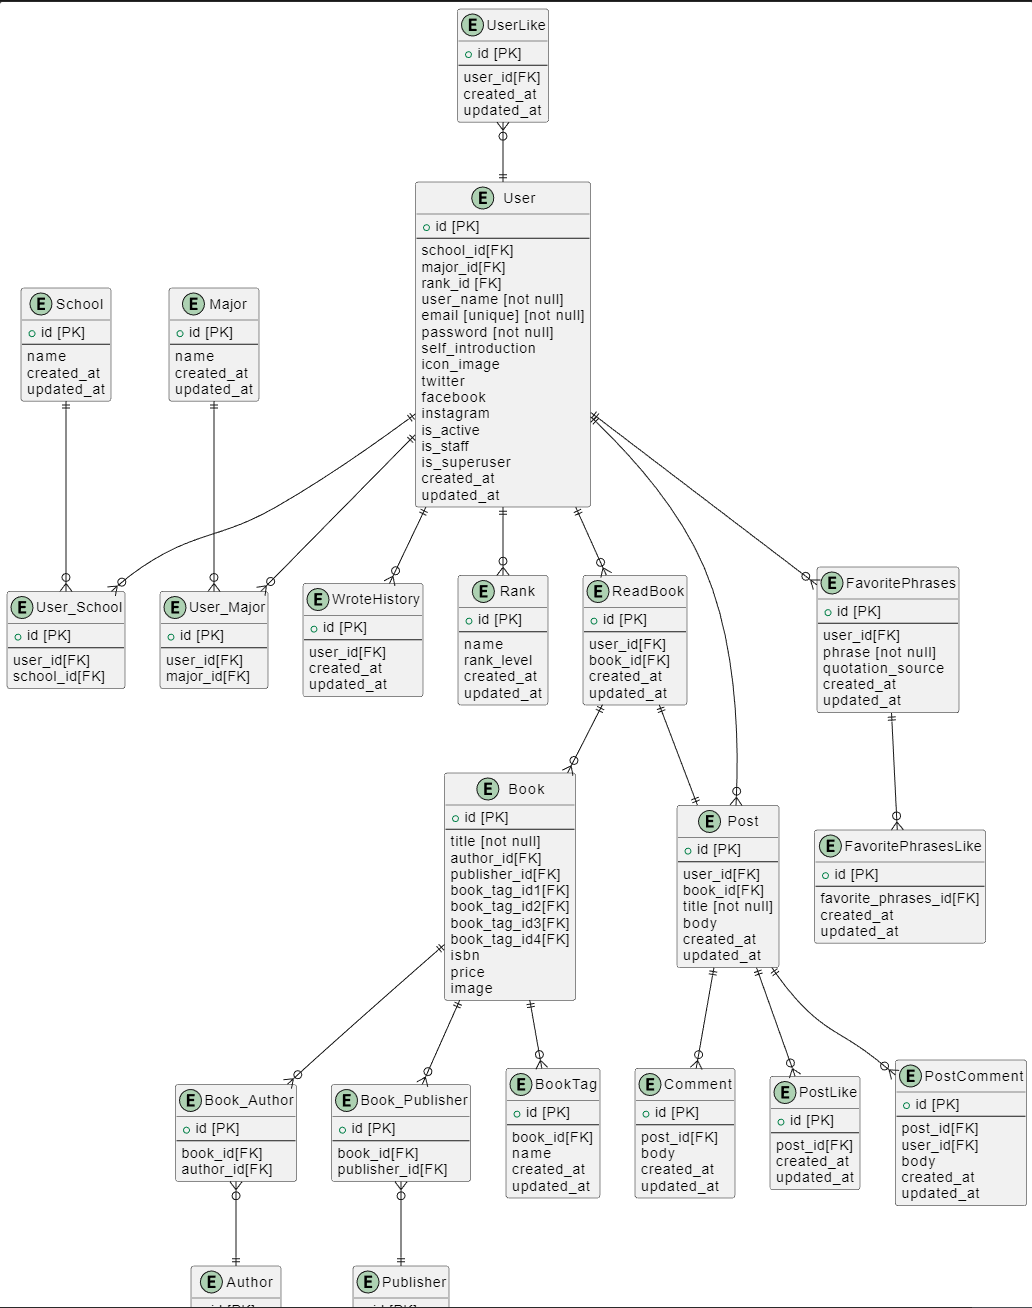 E UserLike
id [PK]
user_id[FK]
created_at
updated_at
E User
id [PK]
school_id[FK]
major_id[FK]
rank_id [FK]
user_name [not null]
email [unique] [not null]
password [not null]
self_introduction
icon_image
twitter
facebook
instagram
is_active
is_staff
is_superuser
created_at
updated_at
E School
id [PK]
name
created_at
updated_at
E Major
id [PK]
name
created_at
updated_at
E User_School
id [PK]
user_id[FK]
school_id[FK]
E User_Major
id [PK]
user_id[FK]
major_id[FK]
E WroteHistory
id [PK]
user_id[FK]
created_at
updated_at
E Rank
id [PK]
name
rank_level
created_at
updated_at
E ReadBook
id [PK]
user_id[FK]
book_id[FK]
created_at
updated_at
E FavoritePhrases
id [PK]
user_id[FK]
phrase [not null]
quotation_source
created_at
updated_at
E Book
id [PK]
title [not null]
author_id[FK]
publisher_id[FK]
book_tag_id1[FK]
book_tag_id2[FK]
book_tag_id3[FK]
book_tag_id4[FK]
isbn
price
image
E Post
id [PK]
user_id[FK]
book_id[FK]
title [not null]
body
created_at
updated_at
E FavoritePhrasesLike
id [PK]
favorite_phrases_id[FK]
created_at
updated_at
E Book_Author
id [PK]
book_id[FK]
author_id[FK]
E Book_Publisher
id [PK]
book_id[FK]
publisher_id[FK]
E BookTag
id [PK]
book_id[FK]
name
created_at
updated_at
E Comment
id [PK]
post_id[FK]
body
created_at
updated_at
E PostLike
id [PK]
post_id[FK]
created_at
updated_at
E PostComment
id [PK]
post_id[FK]
user_id[FK]
body
created_at
updated_at
E Author
E Publisher